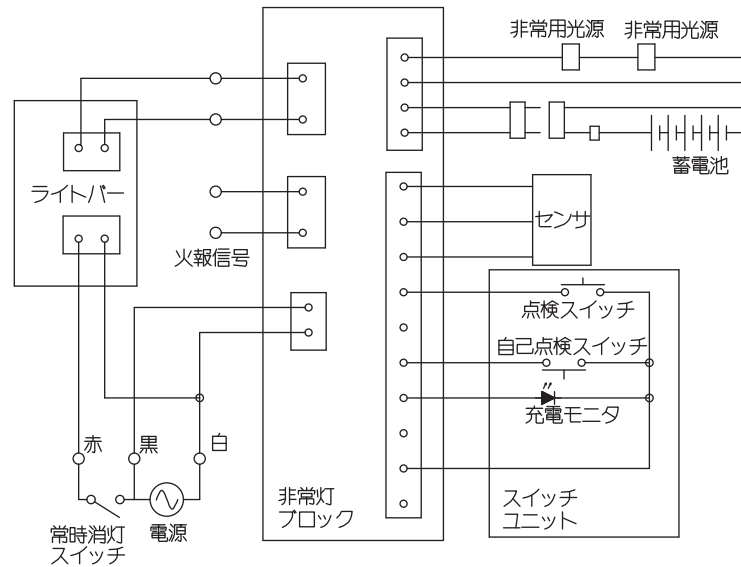 非常用光源
非常用光源
蓄電池
ライトバー
センサ
火報信号
点検スイッチ
自己点検スイッチ
充電モニタ
赤
黒
白
スイッチ
ユニット
非常灯
ブロック
常時消灯
スイッチ
電源